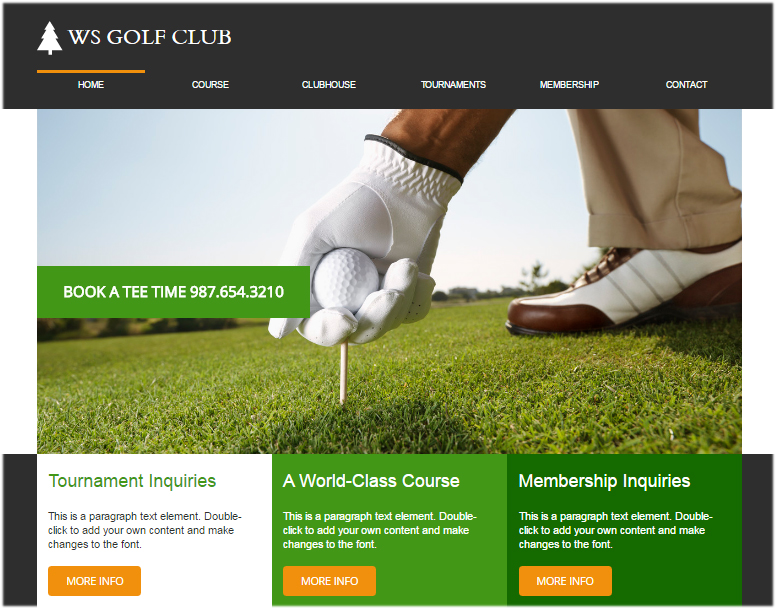 WS GOLF CLUB
HOME COURSE CLUBHOUSE TOURNAMENTS MEMBERSHIP CONTACT
BOOK A TEE TIME 987.654.3210
Tournament Inquiries
This is a paragraph text element. Double-
click to add your own content and make
changes to the font.
MORE INFO
A World-Class Course
This is a paragraph text element. Double-
click to add your own content and make
changes to the font.
MORE INFO
Membership Inquiries
This is a paragraph text element. Double-
click to add your own content and make
changes to the font.
MORE INFO